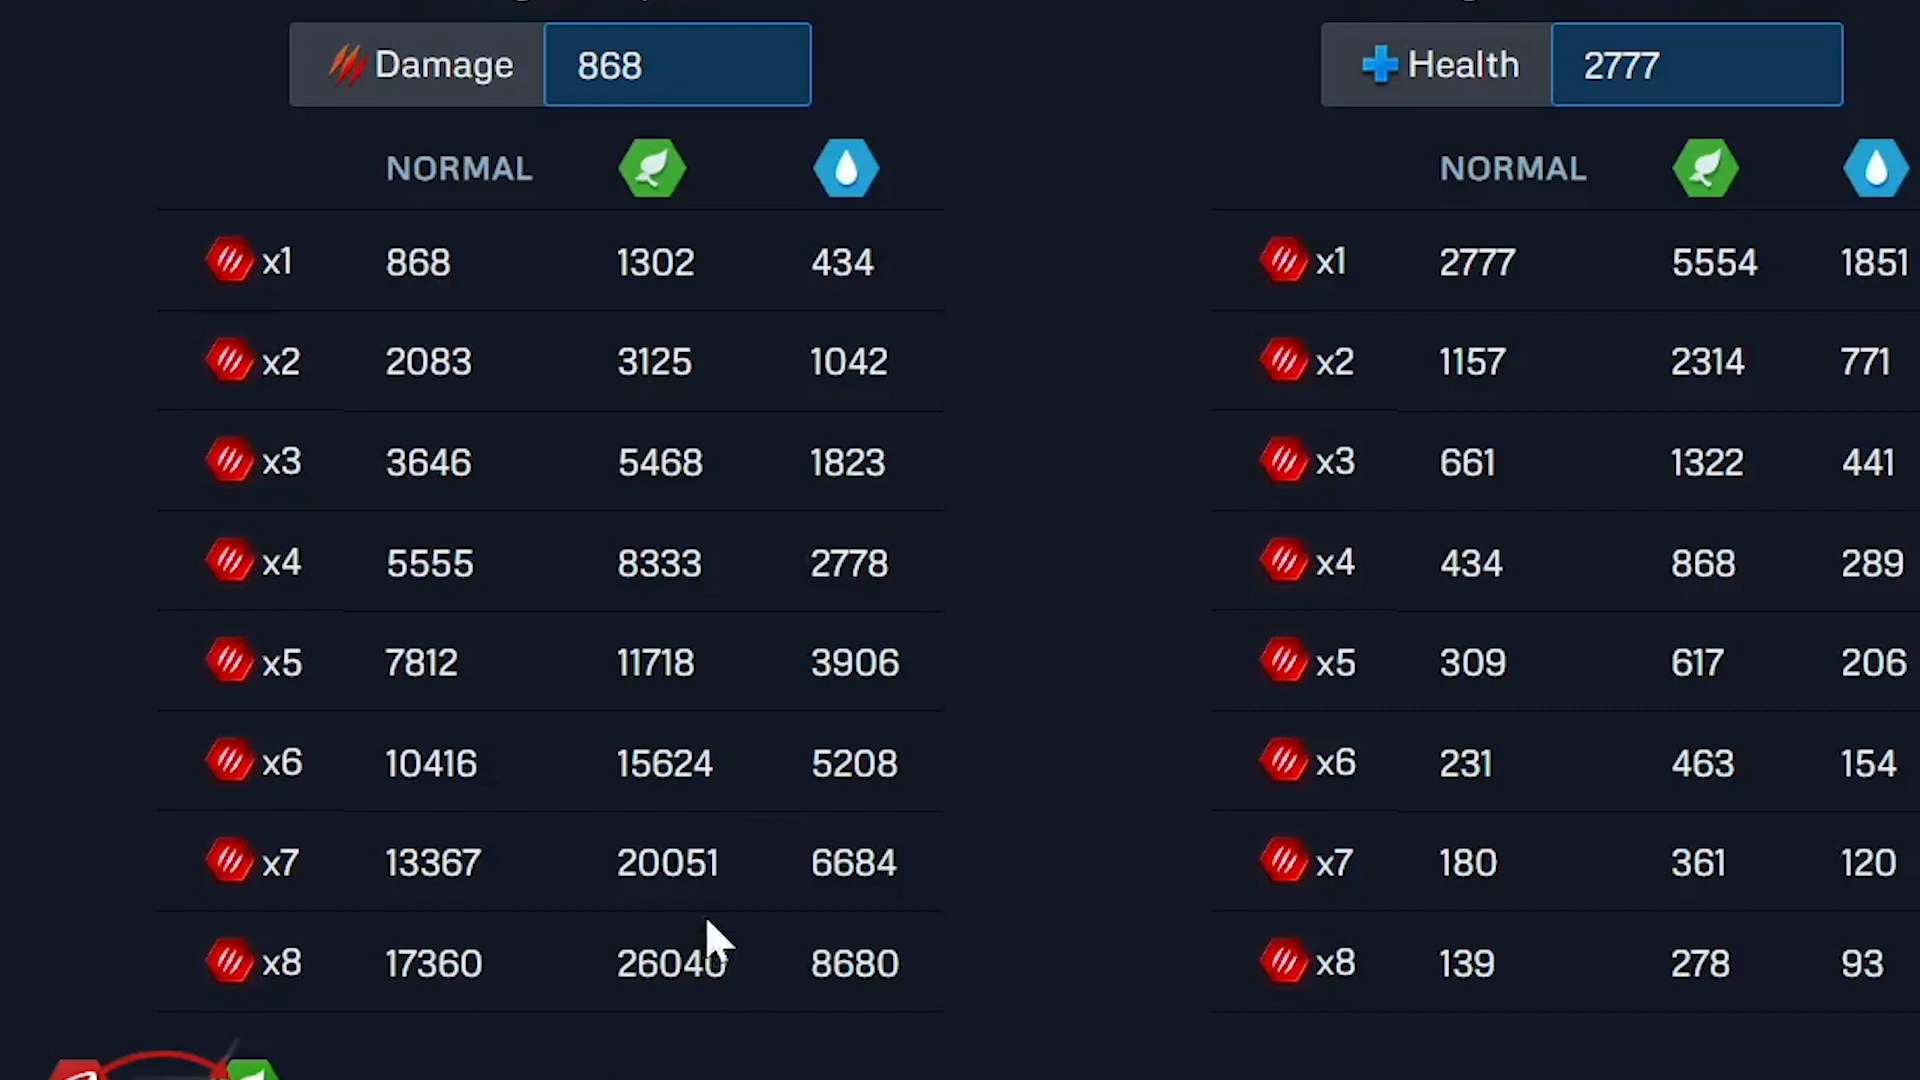 Damage 868 Health 2777
NORMAL NORMAL
x1 868 1302 434 x1 2777 5554 1851
x2 2083 3125 1042 x2 1157 2314 771
x3 3646 5468 1823 x3 661 1322 441
x4 5555 8333 2778 x4 434 868 289
x5 7812 11718 3906 x5 309 617 206
x6 10416 15624 5208 x6 231 463 154
x7 13367 20051 6684 x7 180 361 120
x8 17360 26040 8680 x8 139 278 93